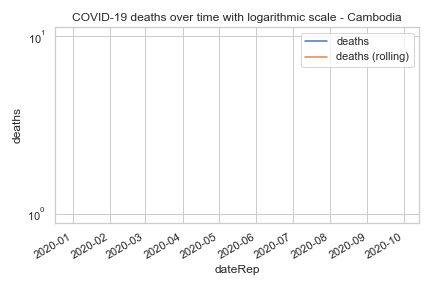 COVID-19 deaths over time with logarithmic scale - Cambodia
10¹
deaths
deaths (rolling)
deaths
10⁰
2020-01
2020-02
2020-03
2020-04
2020-05
2020-06
2020-07
2020-08
2020-09
2020-10
dateRep